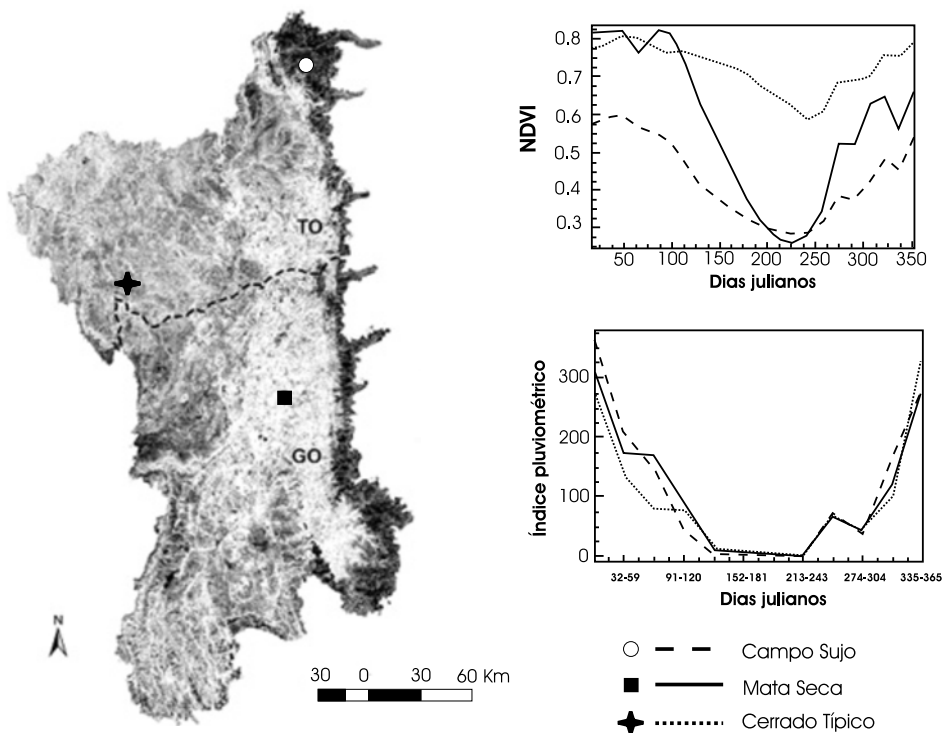 TO
GO
N
30 0 30 60 Km
NDVI
0.8
0.7
0.6
0.5
0.4
0.3
50 100 150 200 250 300 350
Dias julianos
Índice pluviométrico
300
200
100
0
32-59 91-120 152-181 213-243 274-304 335-365
Dias julianos
Campo Sujo
Mata Seca
Cerrado Típico